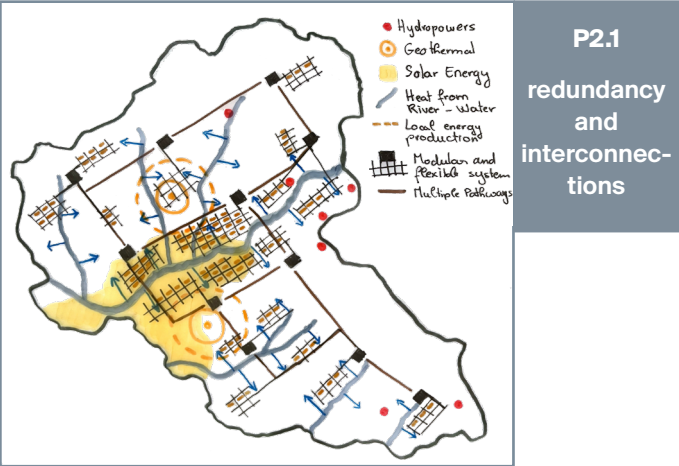 Hydropowers
Geothermal
Solar Energy
Heat from
River - Water
Local energy
production
Modular and
flexible system
Multiple Pathways
P2.1
redundancy
and
interconnec-
tions